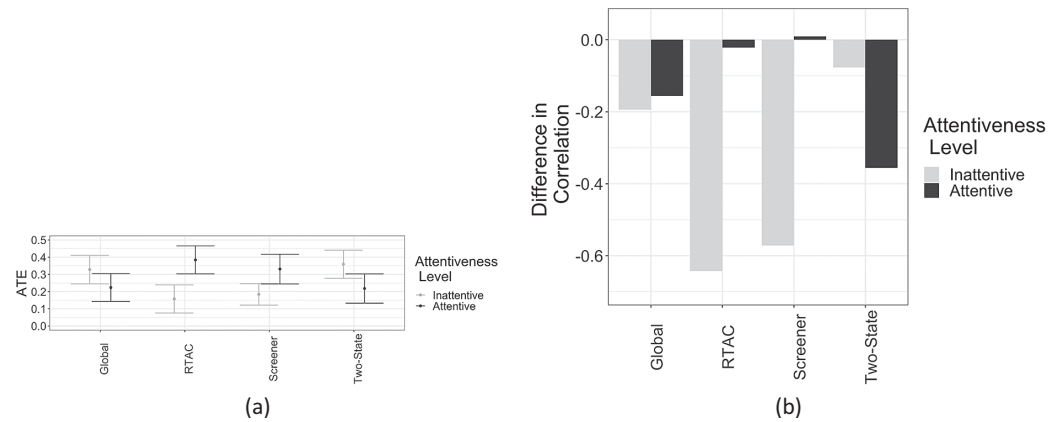 0.5
0.4
0.3
0.2
0.1
0.0
ATE
Global
RTAC
Screener
Two-State
Attentiveness
Level
Inattentive
Attentive
(a)
0.0
-0.2
-0.4
-0.6
Difference in
Correlation
Global
RTAC
Screener
Two-State
Attentiveness
Level
Inattentive
Attentive
(b)